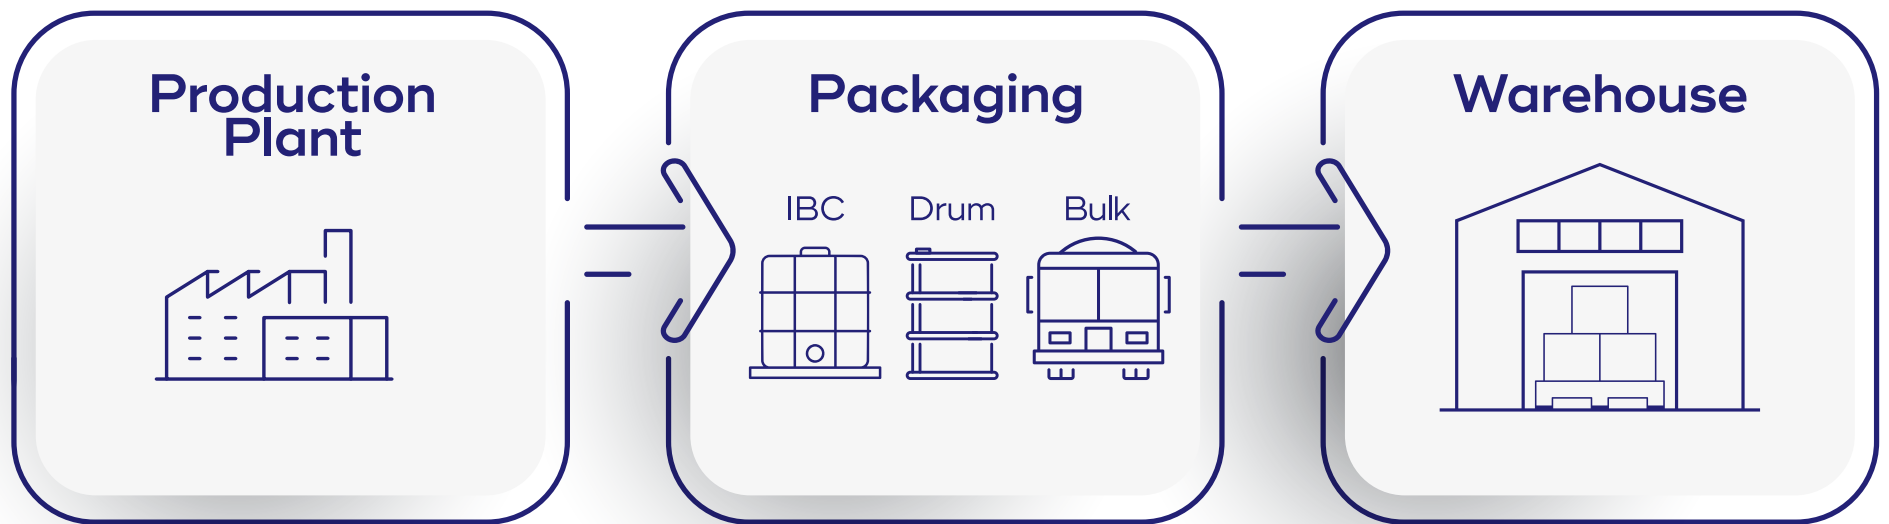 Production
Plant
Packaging
IBC
Drum
Bulk
Warehouse